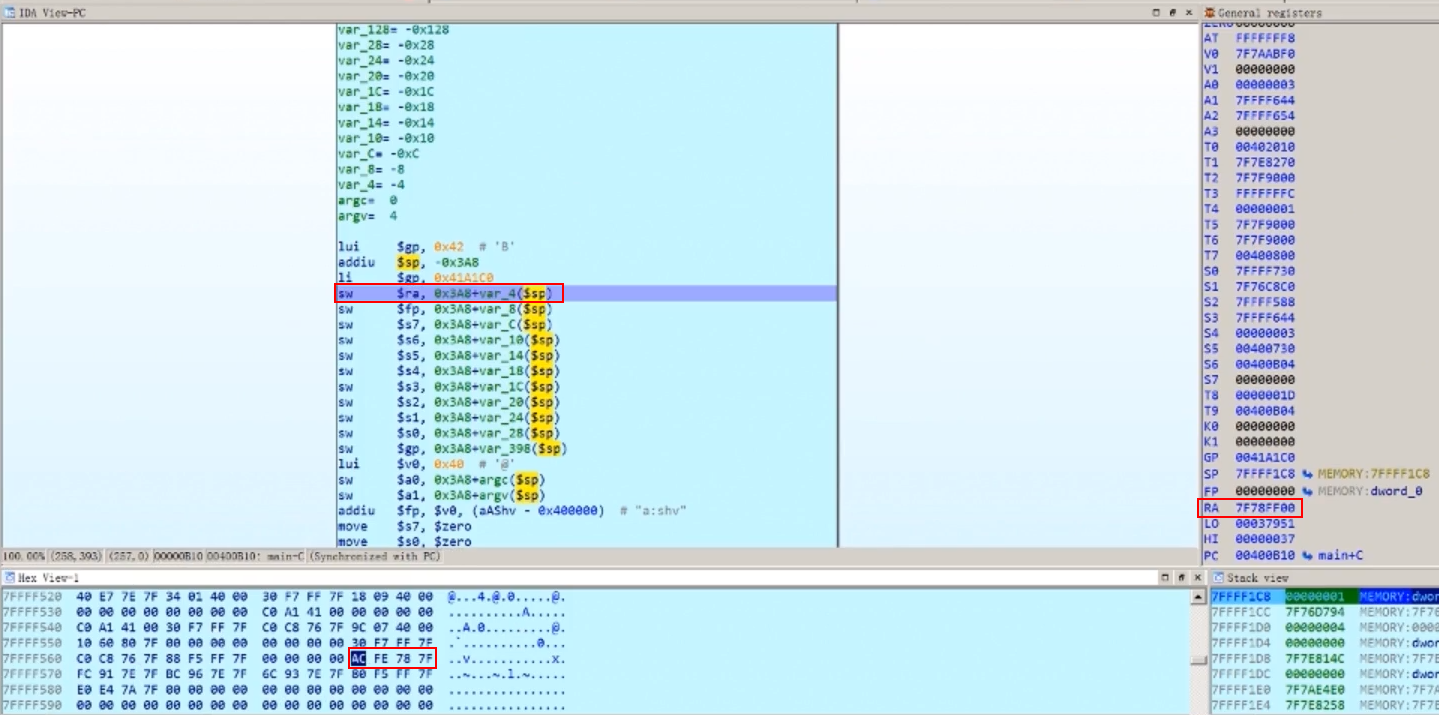 IDA View-PC
var_128= -0x128
var_28= -0x28
var_24= -0x24
var_20= -0x20
var_1C= -0x1C
var_18= -0x18
var_14= -0x14
var_10= -0x10
var_C= -0xC
var_8= -8
var_4= -4
argc= 0
argv= 4
lui $gp, 0x42 # 'B'
addiu $sp, -0x3A8
li $gp, 0x41A1C0
sw $ra, 0x3A8+var_4($sp)
sw $fp, 0x3A8+var_8($sp)
sw $s7, 0x3A8+var_C($sp)
sw $s6, 0x3A8+var_10($sp)
sw $s5, 0x3A8+var_14($sp)
sw $s4, 0x3A8+var_18($sp)
sw $s3, 0x3A8+var_1C($sp)
sw $s2, 0x3A8+var_20($sp)
sw $s1, 0x3A8+var_24($sp)
sw $s0, 0x3A8+var_28($sp)
sw $gp, 0x3A8+var_398($sp)
lui $v0, 0x40 # '@'
sw $a0, 0x3A8+argc($sp)
sw $a1, 0x3A8+argv($sp)
addiu $fp, $v0, (aAShv - 0x400000) # "a:shv"
move $s7, $zero
move $s0, $zero
100.00% (258,393) (257,0) 00000B10 00400B10: main+C (Synchronized with PC)
General registers
AT FFFFFFF8
V0 7F7AABF0
V1 00000000
A0 00000003
A1 7FFFF644
A2 7FFFF654
A3 00000000
T0 00402010
T1 7F7E8270
T2 7F7F9000
T3 FFFFFFFC
T4 00000001
T5 7F7F9000
T6 7F7F9000
T7 00400800
S0 7FFFF730
S1 7F76C8C0
S2 7FFFF588
S3 7FFFF644
S4 00000003
S5 00400730
S6 00400B04
S7 00000000
T8 0000001D
T9 00400B04
K0 00000000
K1 00000000
GP 0041A1C0
SP 7FFFF1C8 MEMORY:7FFFF1C8
FP 00000000 MEMORY:dword_0
RA 7F78FF00
LO 00037951
HI 00000037
PC 00400B10 main+C
Hex View-1
7FFFF520 40 E7 7E 7F 34 01 40 00 30 F7 FF 7F 18 09 40 00 @...4.@.0.....@.
7FFFF530 00 00 00 00 00 00 00 00 C0 A1 41 00 00 00 00 00 ..........A.....
7FFFF540 C0 A1 41 00 30 F7 FF 7F C0 C8 76 7F 9C 07 40 00 ..A.0.........@.
7FFFF550 10 60 80 7F 00 00 00 00 00 00 00 00 30 F7 FF 7F .`..........0...
7FFFF560 C0 C8 76 7F 88 F5 FF 7F 00 00 00 00 AC FE 78 7F ..v...........x.
7FFFF570 FC 91 7E 7F BC 96 7E 7F 6C 93 7E 7F 80 F5 FF 7F ..~...~.l.~.....
7FFFF580 E0 E4 7A 7F 00 00 00 00 00 00 00 00 00 00 00 00 ................
7FFFF590 00 00 00 00 00 00 00 00 00 00 00 00 00 00 00 00 ................
Stack view
7FFFF1C8 00000001 MEMORY:dwor
7FFFF1CC 7F76D794 MEMORY:7F76
7FFFF1D0 00000004 MEMORY:0000
7FFFF1D4 00000000 MEMORY:dwor
7FFFF1D8 7F7E814C MEMORY:7F7E
7FFFF1DC 00000000 MEMORY:dwor
7FFFF1E0 7F7AE4E0 MEMORY:7F7A
7FFFF1E4 7F7E8258 MEMORY:7F7E